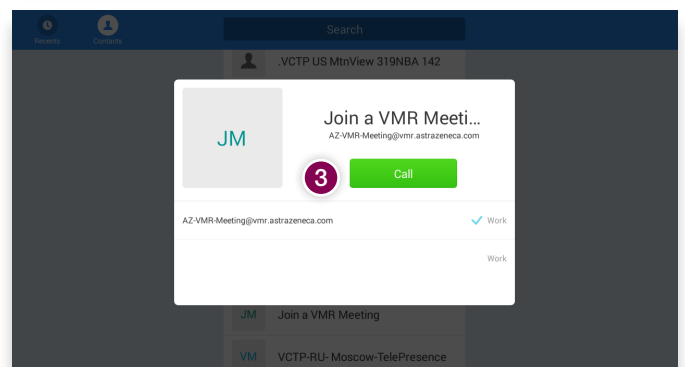 Recents
Contants
Search
.VCTP US MtnView 319NBA 142
JM
Join a VMR Meeti...
AZ-VMR-Meeting@vmr.astrazeneca.com
3
Call
AZ-VMR-Meeting@vmr.astrazeneca.com
Work
Work
JM
Join a VMR Meeting
VM
VCTP-RU- Moscow-TelePresence